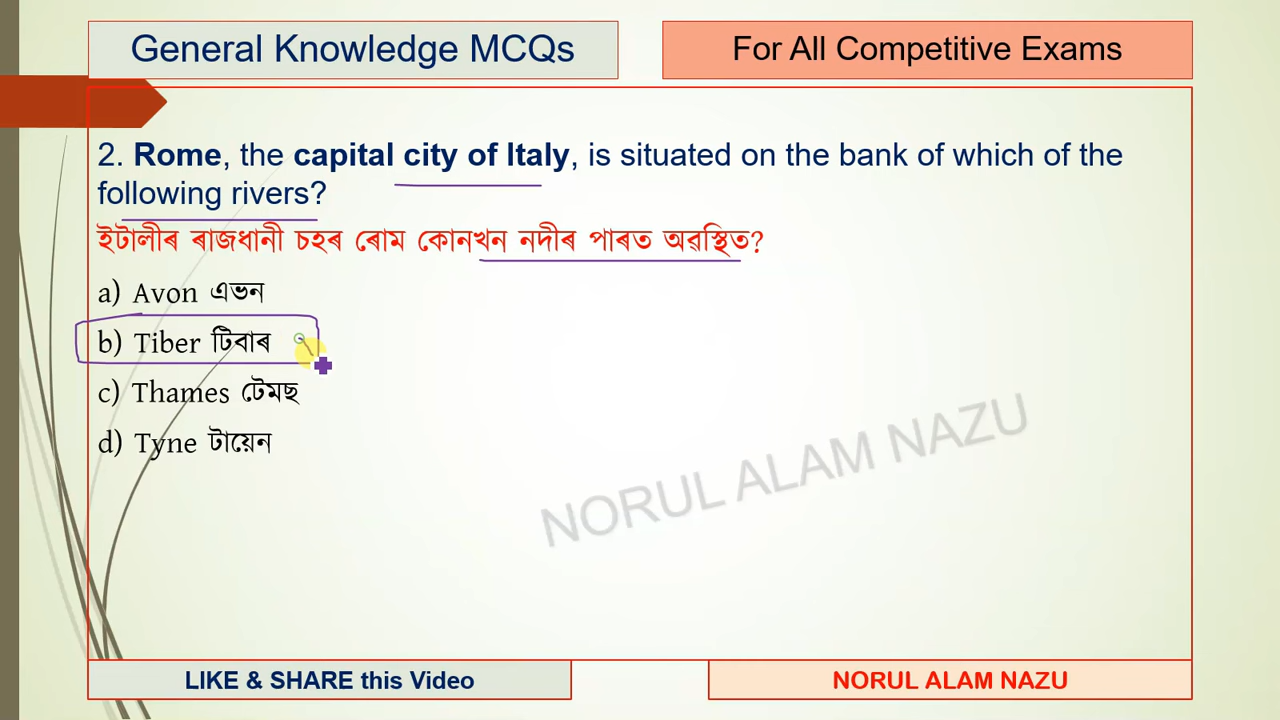 General Knowledge MCQs
For All Competitive Exams
2. Rome, the capital city of Italy, is situated on the bank of which of the
following rivers?
ইটালীৰ ৰাজধানী চহৰ ৰোম কোনখন নদীৰ পাৰত অৱস্থিত?
a) Avon এভন
b) Tiber টিবাৰ
c) Thames টেমছ
d) Tyne টায়েন
NORUL ALAM NAZU
LIKE & SHARE this Video
NORUL ALAM NAZU